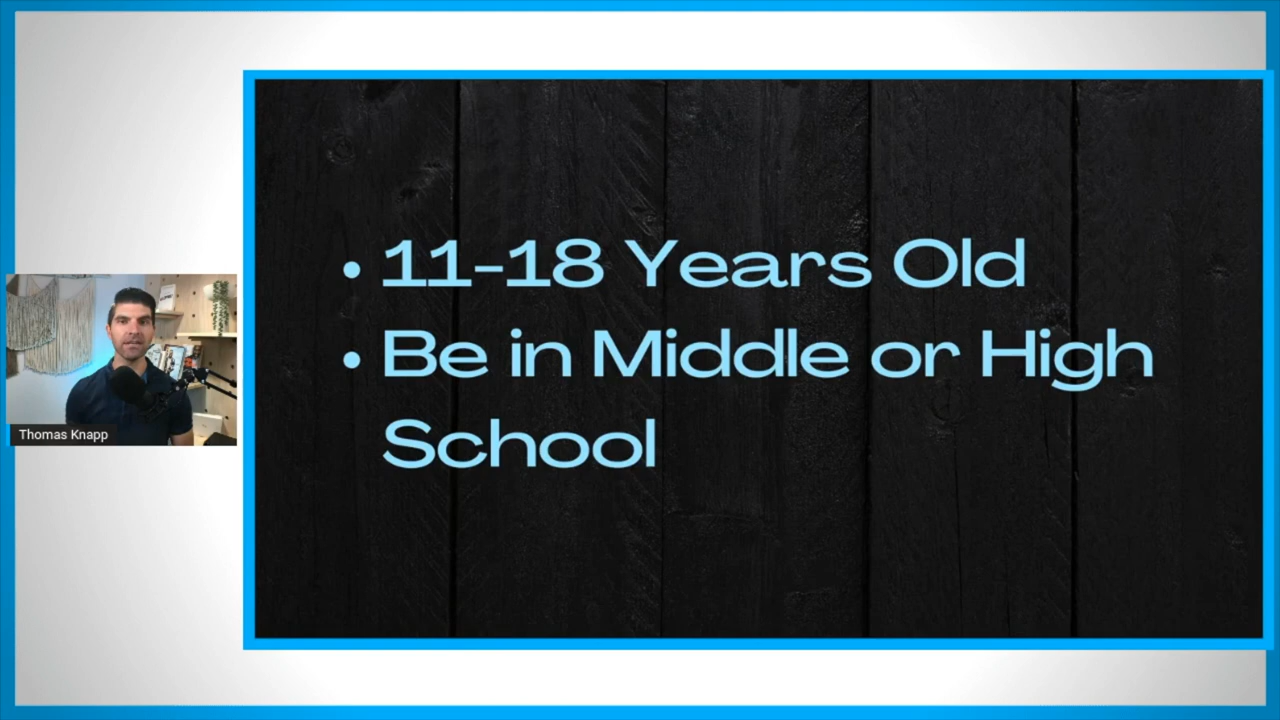 • 11-18 Years Old
• Be in Middle or High
School
Thomas Knapp